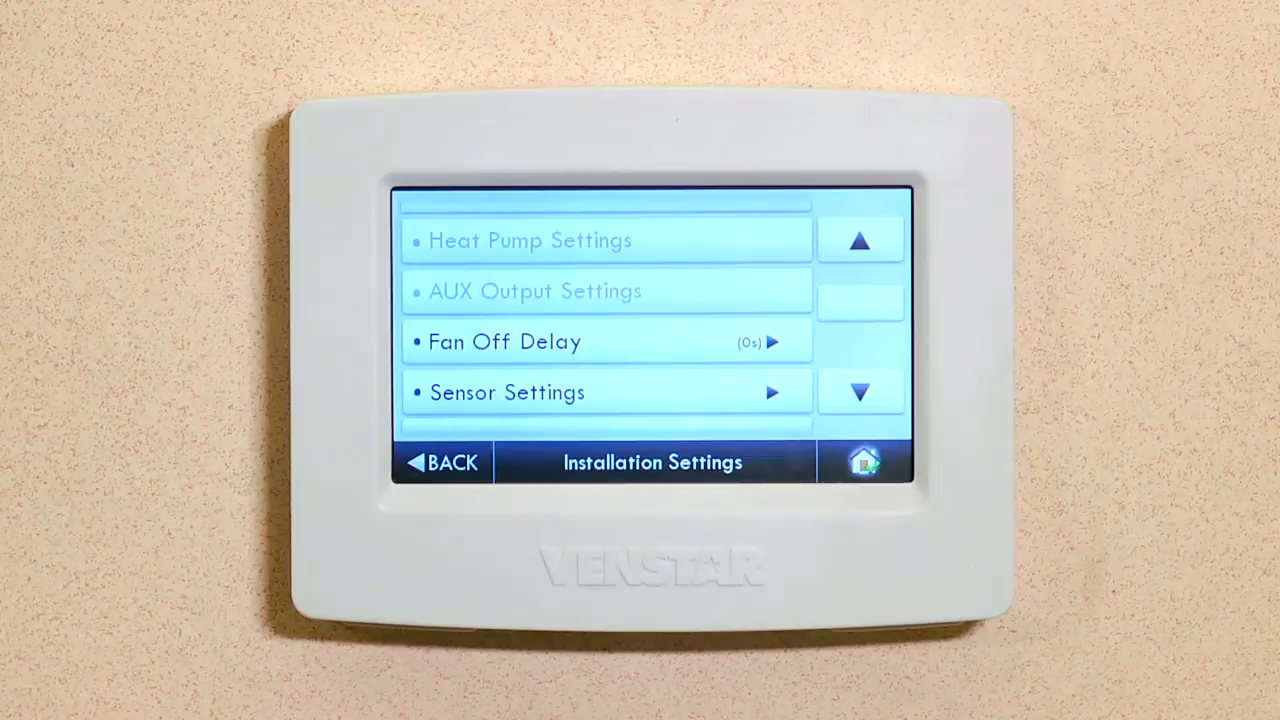 • Heat Pump Settings
• AUX Output Settings
• Fan Off Delay (0s)
• Sensor Settings
BACK Installation Settings
VENSTAR